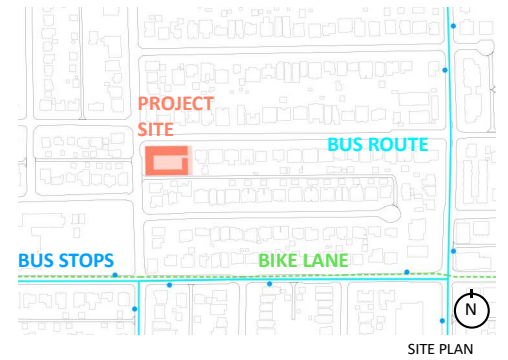 PROJECT
SITE
BUS ROUTE
BUS STOPS
BIKE LANE
N
SITE PLAN